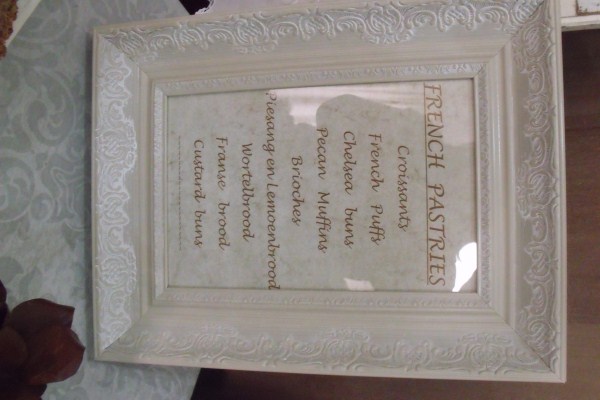 FRENCH PASTRIES
Croissants
French Puffs
Chelsea buns
Pecan Muffins
Brioches
Piesang en Lemoenbrood
Wortelbrood
Franse brood
Custard buns